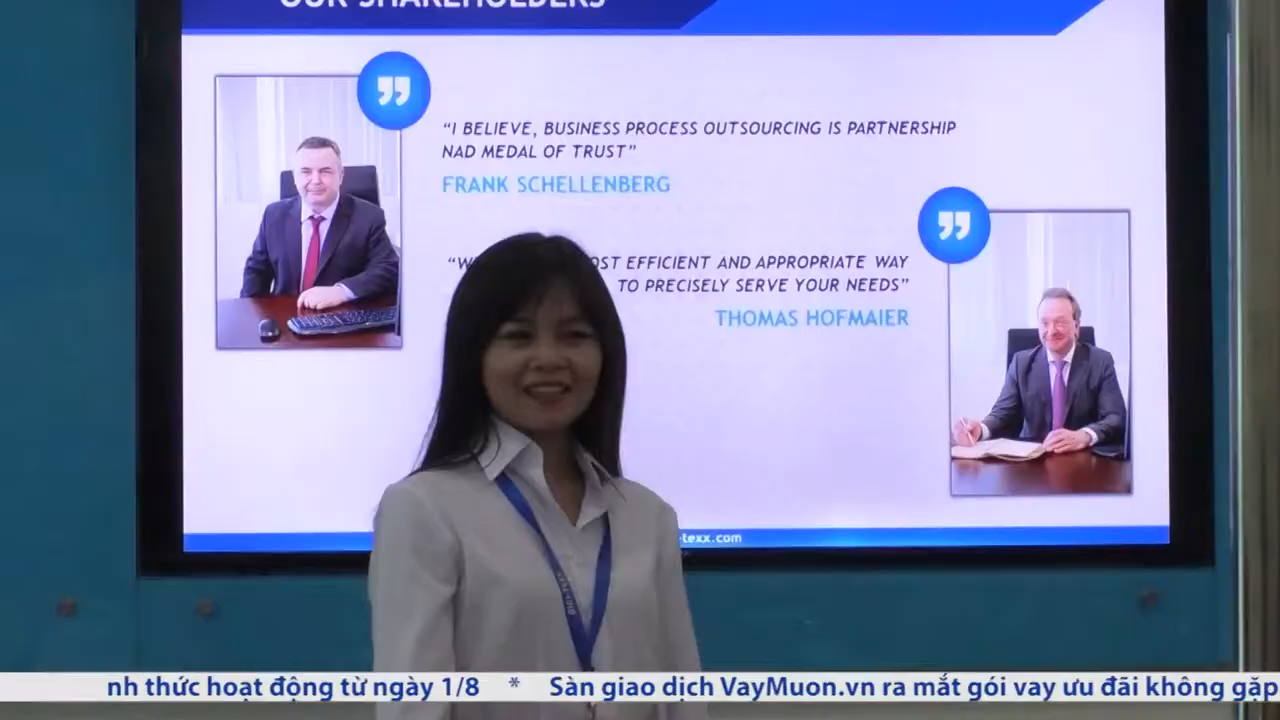 OUR SHAREHOLDERS
“I BELIEVE, BUSINESS PROCESS OUTSOURCING IS PARTNERSHIP
NAD MEDAL OF TRUST”
FRANK SCHELLENBERG
EFFICIENT AND APPROPRIATE WAY
TO PRECISELY SERVE YOUR NEEDS”
THOMAS HOFMAIER
-texx.com
nh thức hoạt động từ ngày 1/8 * Sàn giao dịch VayMuon.vn ra mắt gói vay ưu đãi không gặp